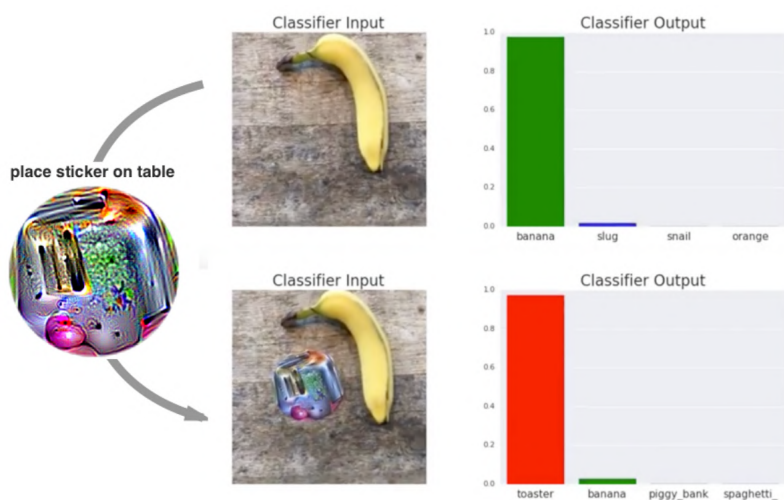 place sticker on table
Classifier Input
Classifier Output
1.0
0.8
0.6
0.4
0.2
0.0
banana slug snail orange
Classifier Input
Classifier Output
1.0
0.8
0.6
0.4
0.2
0.0
toaster banana piggy_bank spaghetti_